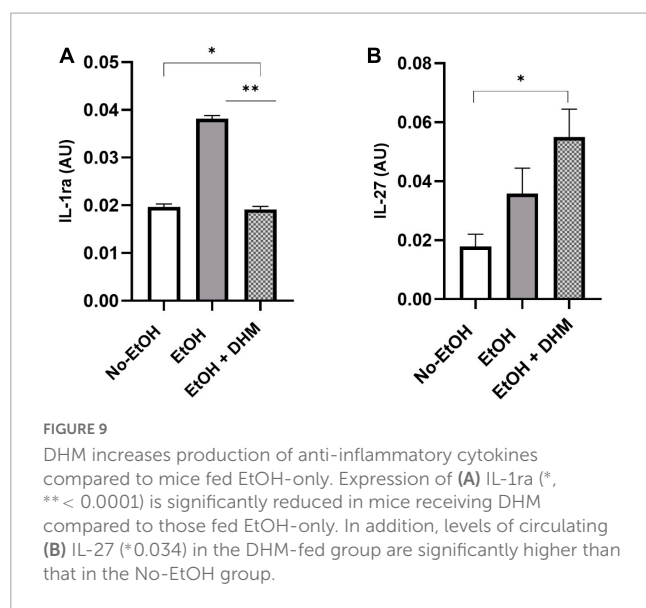 A
0.05
0.04
0.03
0.02
0.01
0.00
IL-1ra (AU)
*
**
No-EtOH
EtOH
EtOH + DHM
B
0.08
0.06
0.04
0.02
0.00
IL-27 (AU)
*
No-EtOH
EtOH
EtOH + DHM
FIGURE 9
DHM increases production of anti-inflammatory cytokines
compared to mice fed EtOH-only. Expression of (A) IL-1ra (*,
**< 0.0001) is significantly reduced in mice receiving DHM
compared to those fed EtOH-only. In addition, levels of circulating
(B) IL-27 (*0.034) in the DHM-fed group are significantly higher than
that in the No-EtOH group.